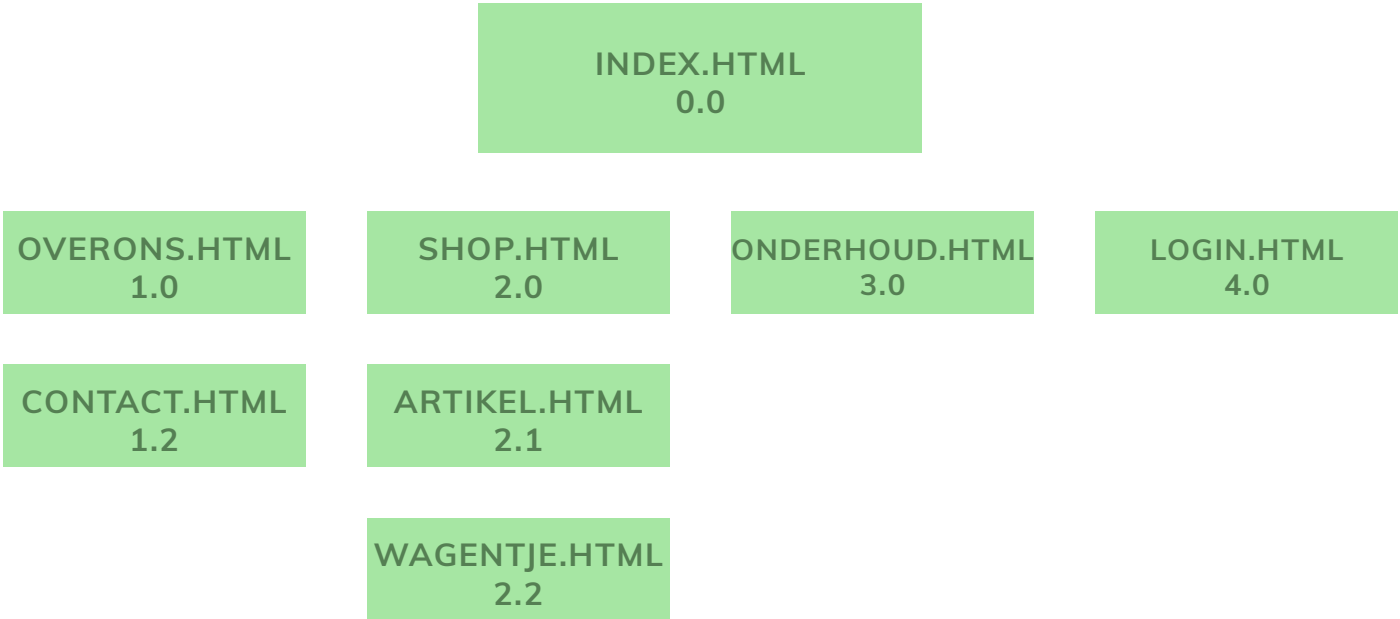 INDEX.HTML
0.0
OVERONS.HTML
1.0
SHOP.HTML
2.0
ONDERHOUD.HTML
3.0
LOGIN.HTML
4.0
CONTACT.HTML
1.2
ARTIKEL.HTML
2.1
WAGENTJE.HTML
2.2